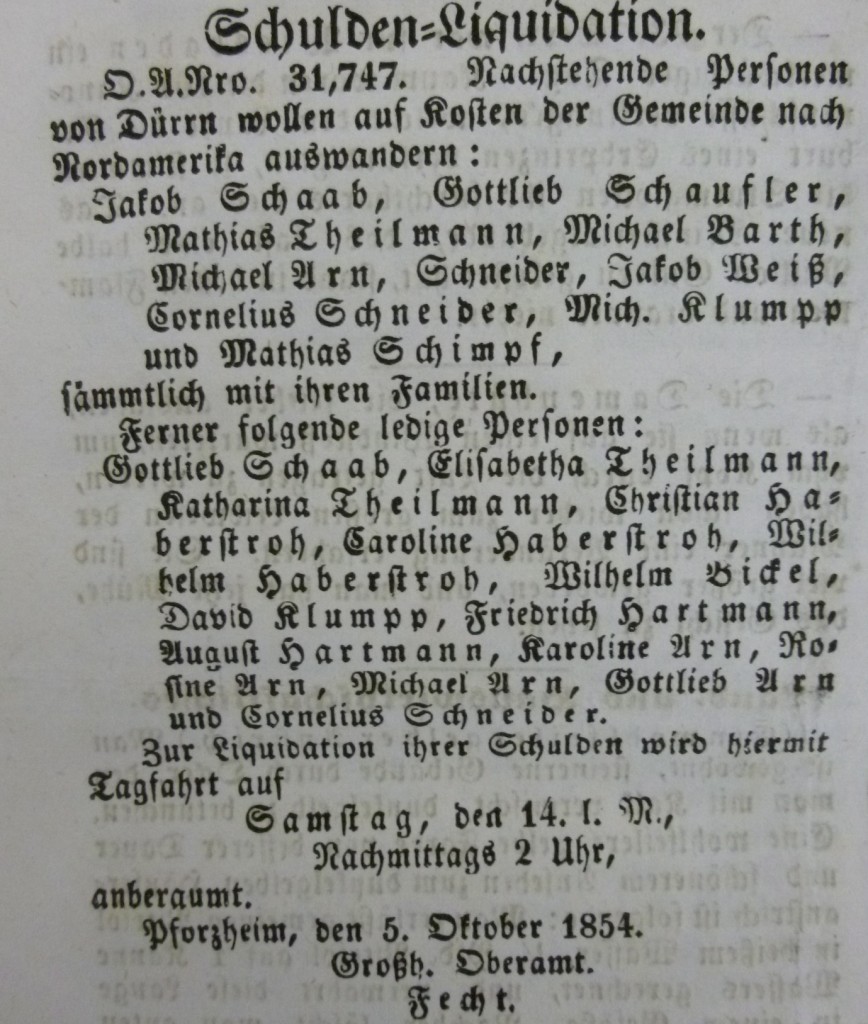 Schulden-Liquidation.
O.A.Nro. 31,747. Nachstehende Personen
von Dürrn wollen auf Kosten der Gemeinde nach
Nordamerika auswandern:
Jakob Schaab, Gottlieb Schaufler,
Mathias Theilmann, Michael Barth,
Michael Arn, Schneider, Jakob Weiß,
Cornelius Schneider, Mich. Klumpp
und Mathias Schimpf,
sämmtlich mit ihren Familien.
Ferner folgende ledige Personen:
Gottlieb Schaab, Elisabetha Theilmann,
Katharina Theilmann, Christian Ha-
berstroh, Caroline Haberstroh, Wil-
helm Haberstroh, Wilhelm Bickel,
David Klumpp, Friedrich Hartmann,
August Hartmann, Karoline Arn, Ro-
sine Arn, Michael Arn, Gottlieb Arn
und Cornelius Schneider.
Zur Liquidation ihrer Schulden wird hiermit
Tagfahrt auf
Samstag, den 14. l. M.,
Nachmittags 2 Uhr,
anberaumt.
Pforzheim, den 5. Oktober 1854.
Großh. Oberamt.
Fecht.